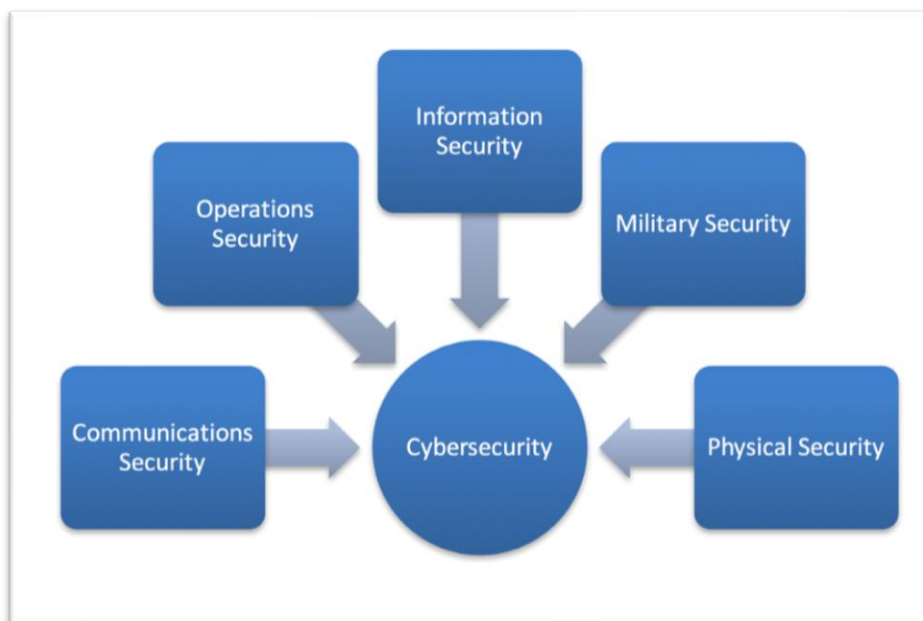 Information
Security
Operations
Security
Military Security
Communications
Security
Cybersecurity
Physical Security